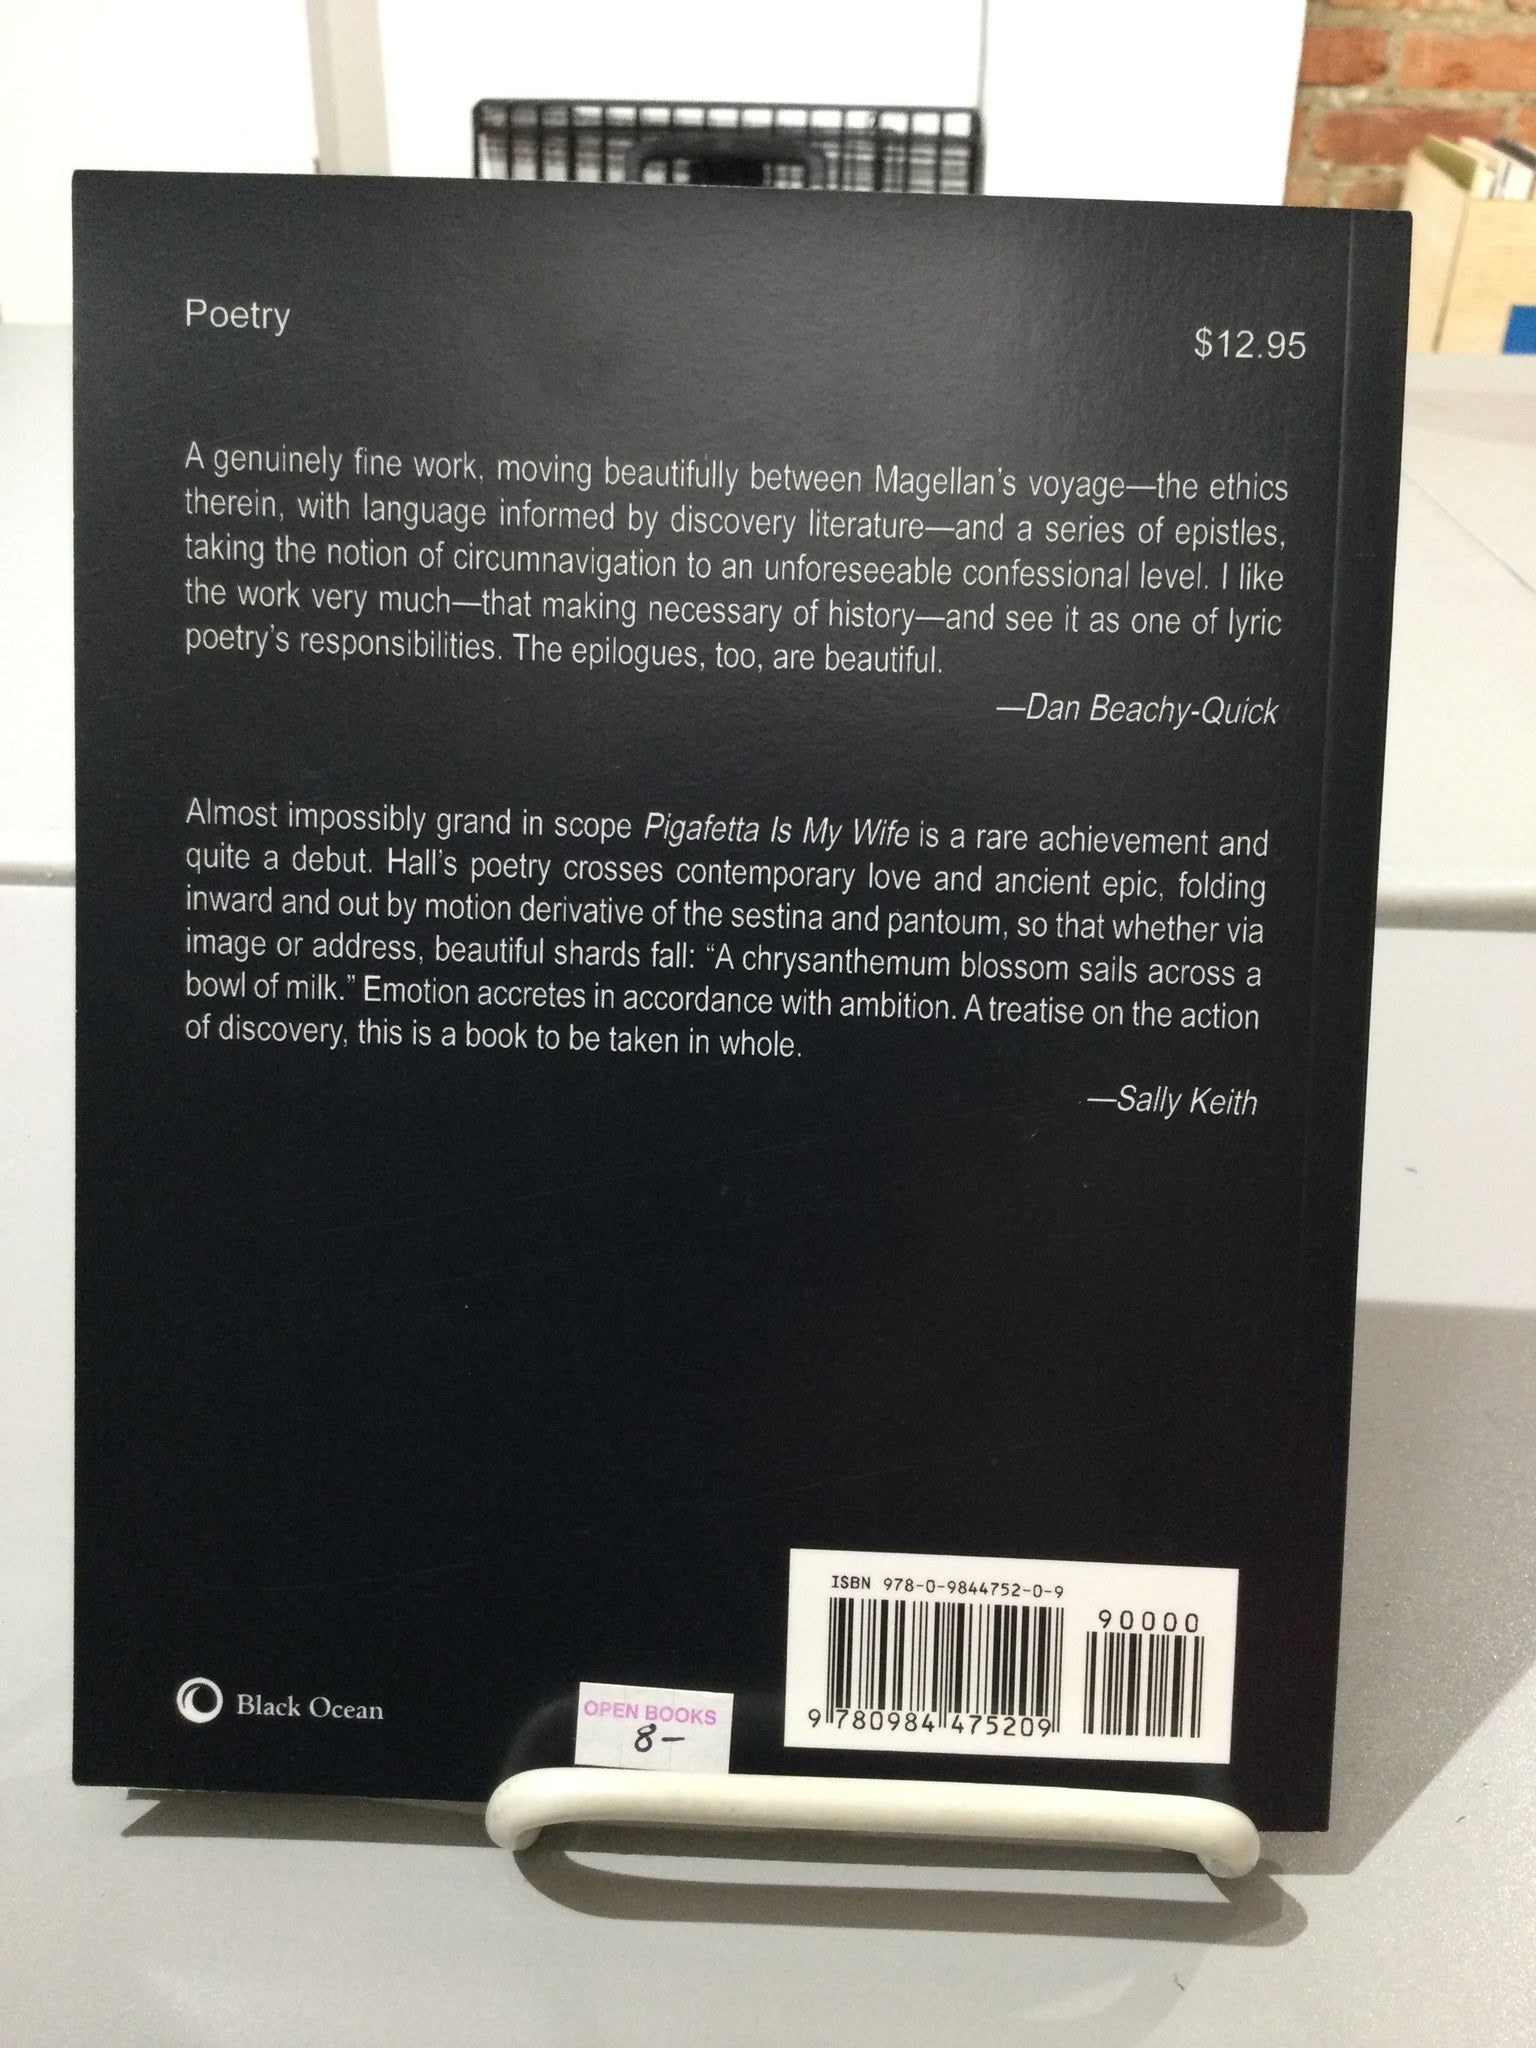 Poetry
$12.95
A genuinely fine work, moving beautifully between Magellan's voyage—the ethics
therein, with language informed by discovery literature—and a series of epistles,
taking the notion of circumnavigation to an unforeseeable confessional level. I like
the work very much—that making necessary of history—and see it as one of lyric
poetry's responsibilities. The epilogues, too, are beautiful.
—Dan Beachy-Quick
Almost impossibly grand in scope Pigafetta Is My Wife is a rare achievement and
quite a debut. Hall's poetry crosses contemporary love and ancient epic, folding
inward and out by motion derivative of the sestina and pantoum, so that whether via
image or address, beautiful shards fall: “A chrysanthemum blossom sails across a
bowl of milk.” Emotion accretes in accordance with ambition. A treatise on the action
of discovery, this is a book to be taken in whole.
—Sally Keith
ISBN 978-0-9844752-0-9
90000
9 780984 475209
Black Ocean
OPEN BOOKS
8-